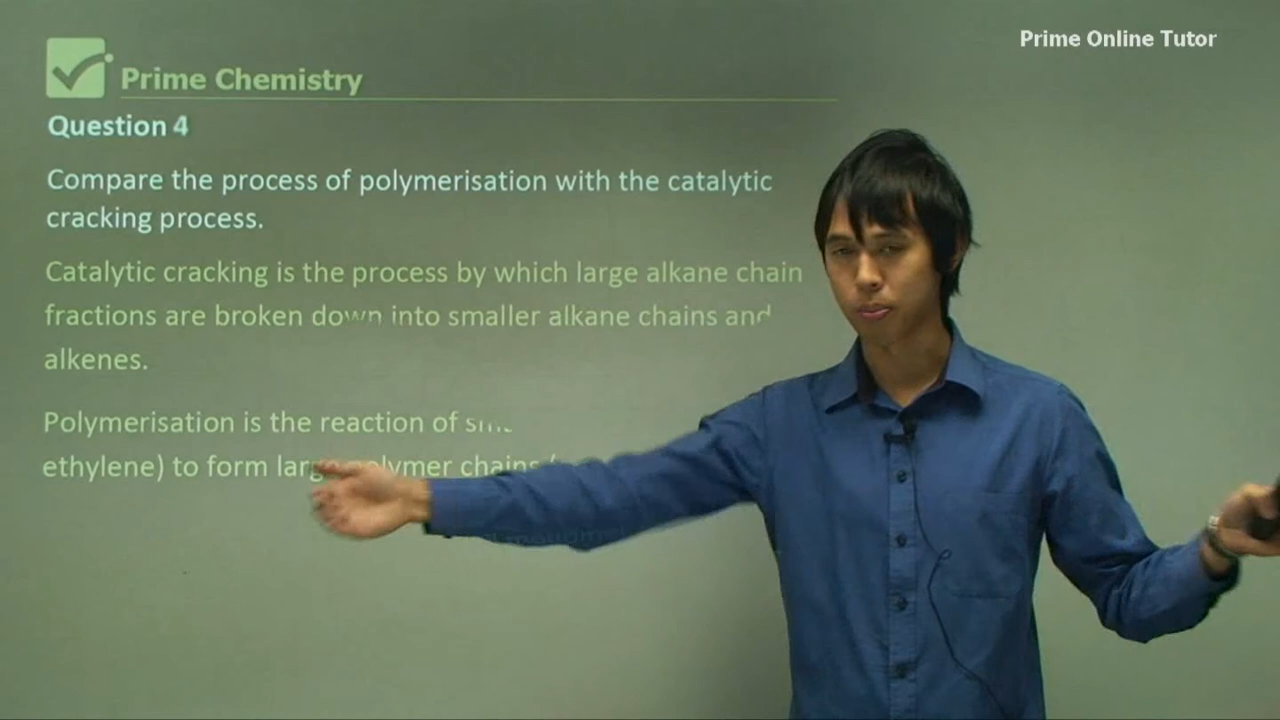 Prime Online Tutor
Prime Chemistry
Question 4
Compare the process of polymerisation with the catalytic
cracking process.
Catalytic cracking is the process by which large alkane chain
fractions are broken down into smaller alkane chains and
alkenes.
Polymerisation is the reaction of
ethylene) to form chains